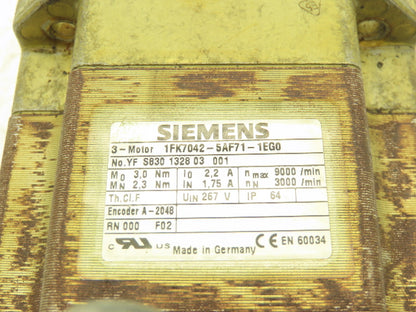 SIEMENS
3-Motor 1FK7042-5AF71-1EG0
No.YF S830 1328 03 001
M0 3,0 Nm I0 2,2 A nmax 9000 /min
MN 2,3 Nm IN 1,75 A nN 3000 /min
Th.Cl.F UIN 267 V IP 64
Encoder A-2048
RN 000 F02
c RU US Made in Germany CE EN 60034